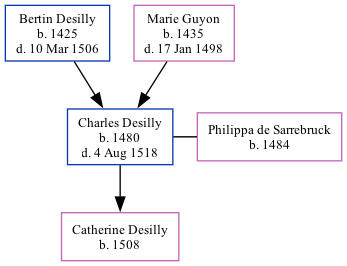 Bertin Desilly
b. 1425
d. 10 Mar 1506
Marie Guyon
b. 1435
d. 17 Jan 1498
Charles Desilly
b. 1480
d. 4 Aug 1518
Philippa de Sarrebruck
b. 1484
Catherine Desilly
b. 1508